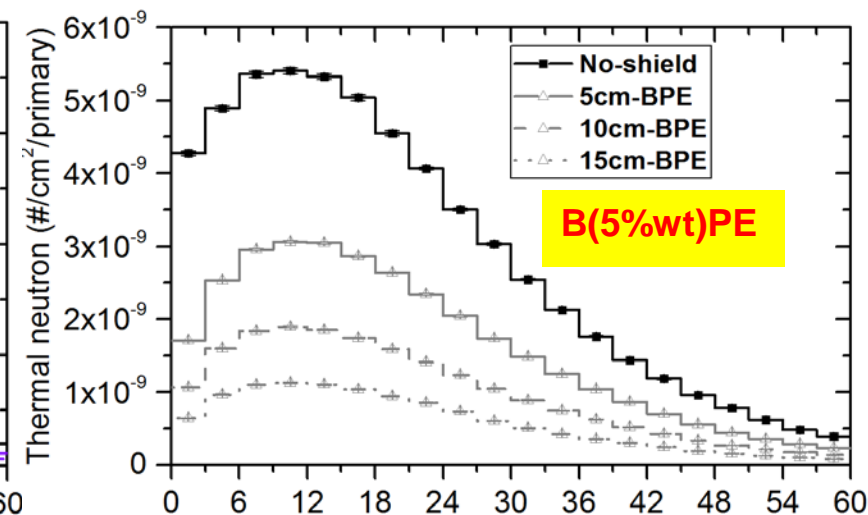 6x10⁻⁹
5x10⁻⁹
4x10⁻⁹
3x10⁻⁹
2x10⁻⁹
1x10⁻⁹
0
Thermal neutron (#/cm²/primary)
No-shield
5cm-BPE
10cm-BPE
15cm-BPE
B(5%wt)PE
60
0 6 12 18 24 30 36 42 48 54 60